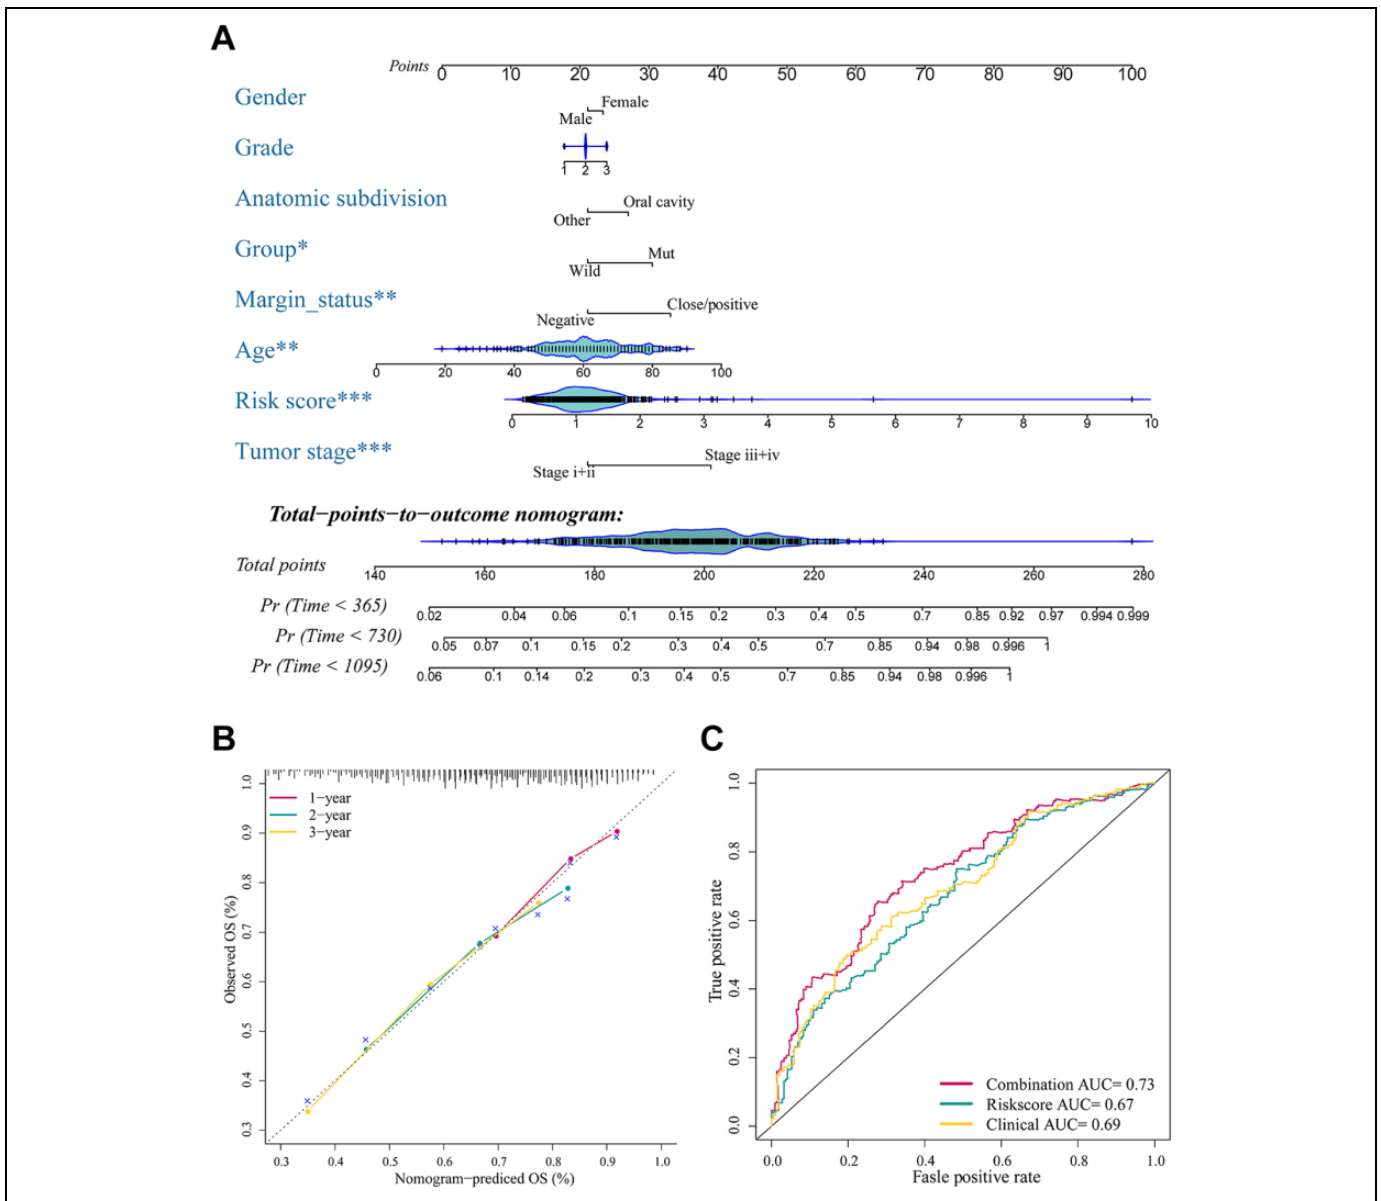 A
Points 0 10 20 30 40 50 60 70 80 90 100
Gender
Female
Male
Grade
1 2 3
Anatomic subdivision
Oral cavity
Other
Group*
Mut
Wild
Margin_status**
Close/positive
Negative
Age**
0 20 40 60 80 100
Risk score***
0 1 2 3 4 5 6 7 8 9 10
Tumor stage***
Stage iii+iv
Stage i+ii
Total−points−to−outcome nomogram:
Total points
140 160 180 200 220 240 260 280
Pr (Time < 365)
0.02 0.04 0.06 0.1 0.15 0.2 0.3 0.4 0.5 0.7 0.85 0.92 0.97 0.994 0.999
Pr (Time < 730)
0.05 0.07 0.1 0.15 0.2 0.3 0.4 0.5 0.7 0.85 0.94 0.98 0.996 1
Pr (Time < 1095)
0.06 0.1 0.14 0.2 0.3 0.4 0.5 0.7 0.85 0.94 0.98 0.996 1
B
1−year
2−year
3−year
Observed OS (%)
1.0
0.9
0.8
0.7
0.6
0.5
0.4
0.3
0.3 0.4 0.5 0.6 0.7 0.8 0.9 1.0
Nomogram−prediced OS (%)
C
True positive rate
1.0
0.8
0.6
0.4
0.2
0.0
Combination AUC= 0.73
Riskscore AUC= 0.67
Clinical AUC= 0.69
0.0 0.2 0.4 0.6 0.8 1.0
Fasle positive rate